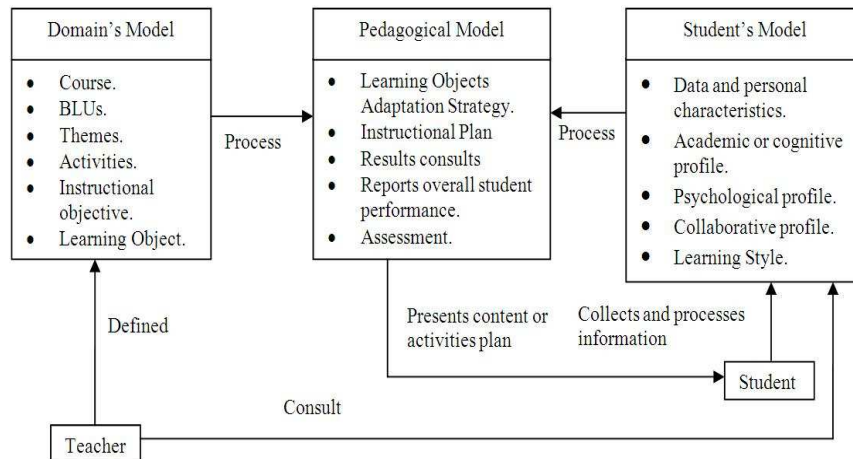 Domain's Model
• Course.
• BLUs.
• Themes.
• Activities.
• Instructional
objective.
• Learning Object.
Process
Pedagogical Model
• Learning Objects
Adaptation Strategy.
• Instructional Plan
• Results consults
• Reports overall student
performance.
• Assessment.
Process
Student's Model
• Data and personal
characteristics.
• Academic or cognitive
profile.
• Psychological profile.
• Collaborative profile.
• Learning Style.
Defined
Presents content or
activities plan
Collects and processes
information
Student
Consult
Teacher